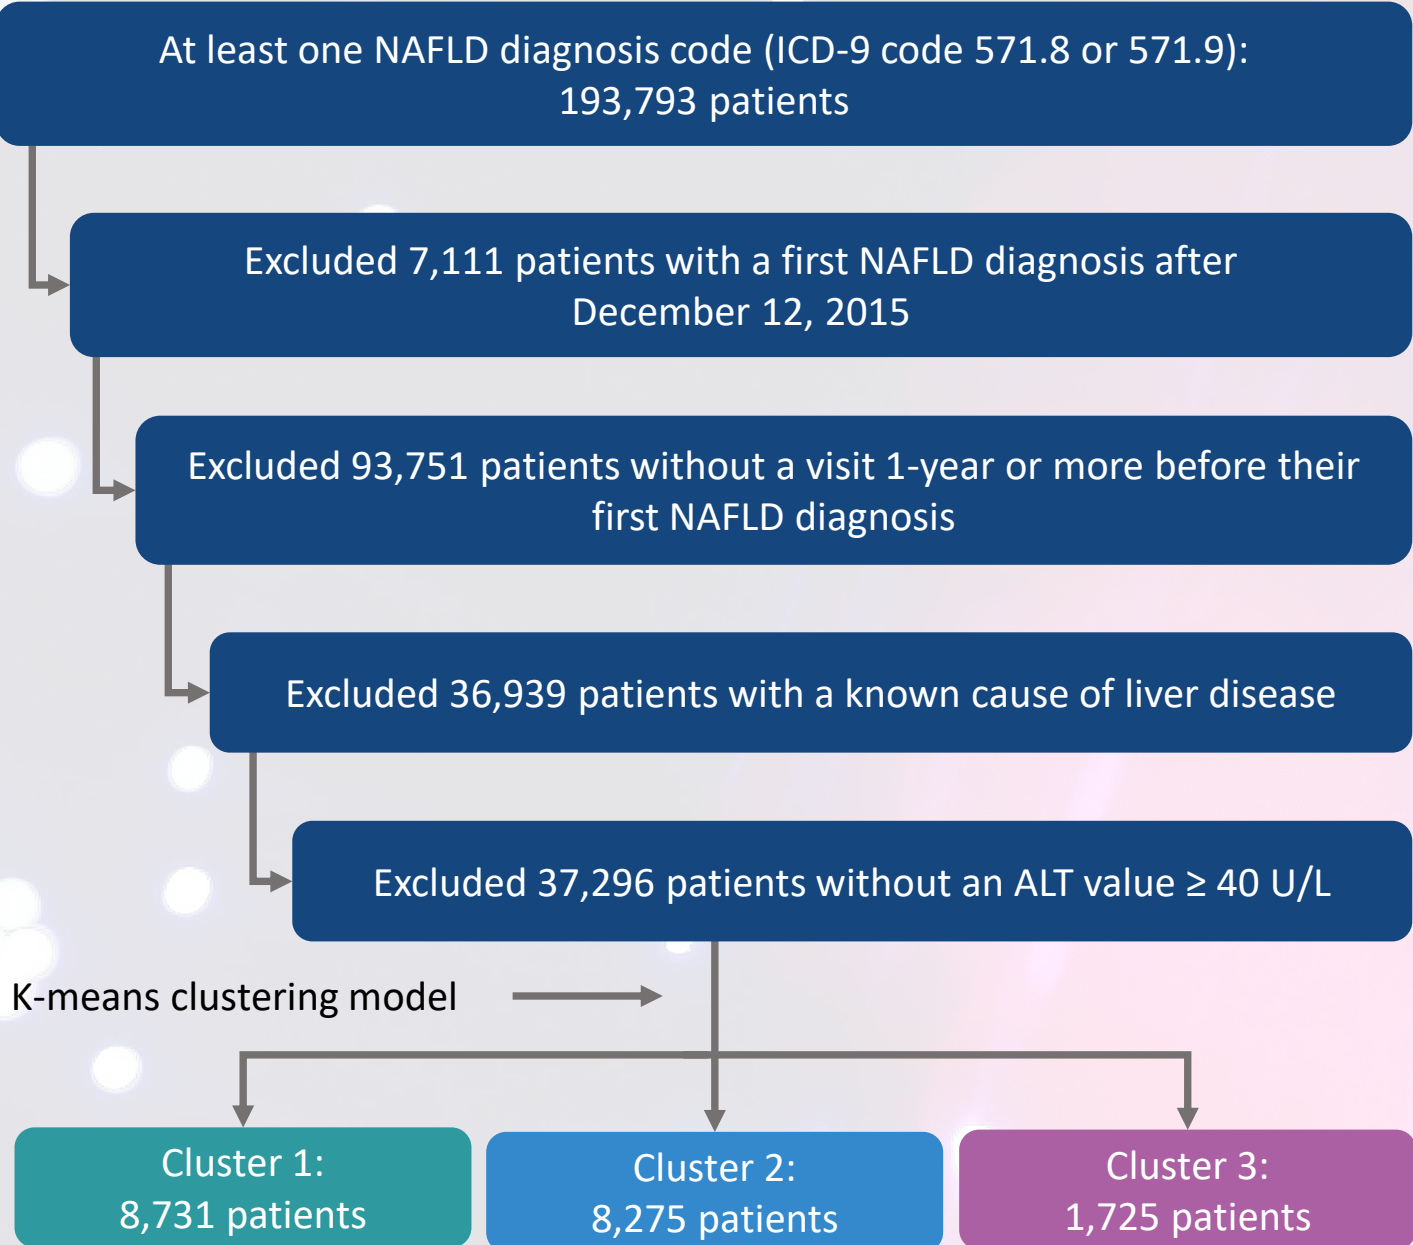 At least one NAFLD diagnosis code (ICD-9 code 571.8 or 571.9):
193,793 patients
Excluded 7,111 patients with a first NAFLD diagnosis after
December 12, 2015
Excluded 93,751 patients without a visit 1-year or more before their
first NAFLD diagnosis
Excluded 36,939 patients with a known cause of liver disease
Excluded 37,296 patients without an ALT value ≥ 40 U/L
K-means clustering model
Cluster 1:
8,731 patients
Cluster 2:
8,275 patients
Cluster 3:
1,725 patients